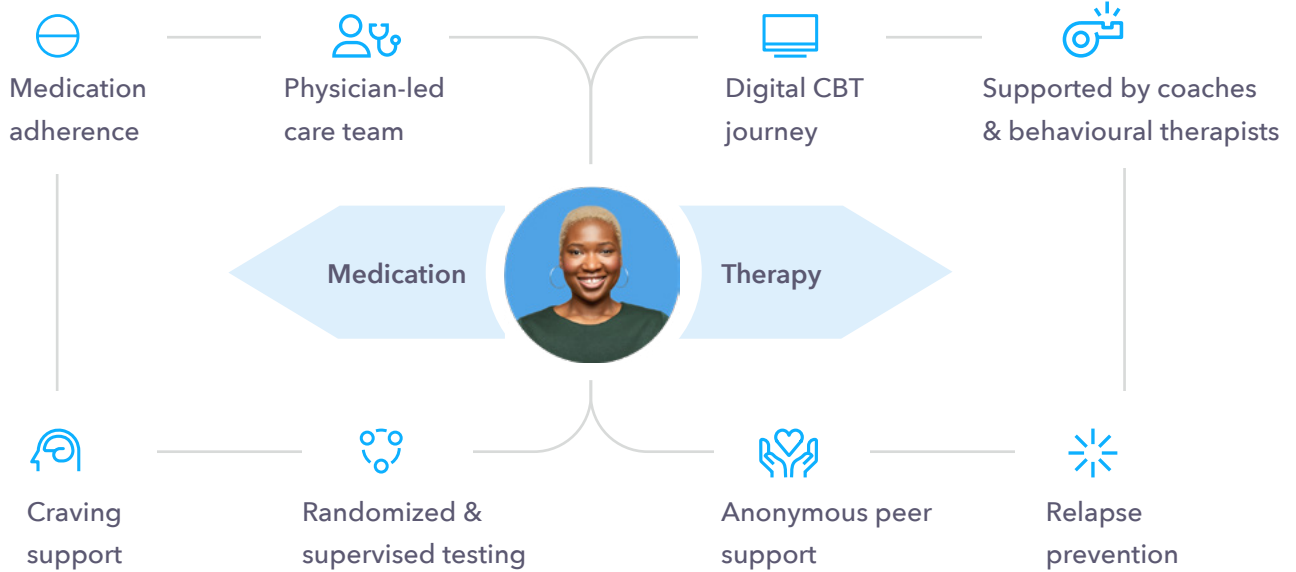 Medication
adherence
Physician-led
care team
Digital CBT
journey
Supported by coaches
& behavioural therapists
Medication
Therapy
Craving
support
Randomized &
supervised testing
Anonymous peer
support
Relapse
prevention